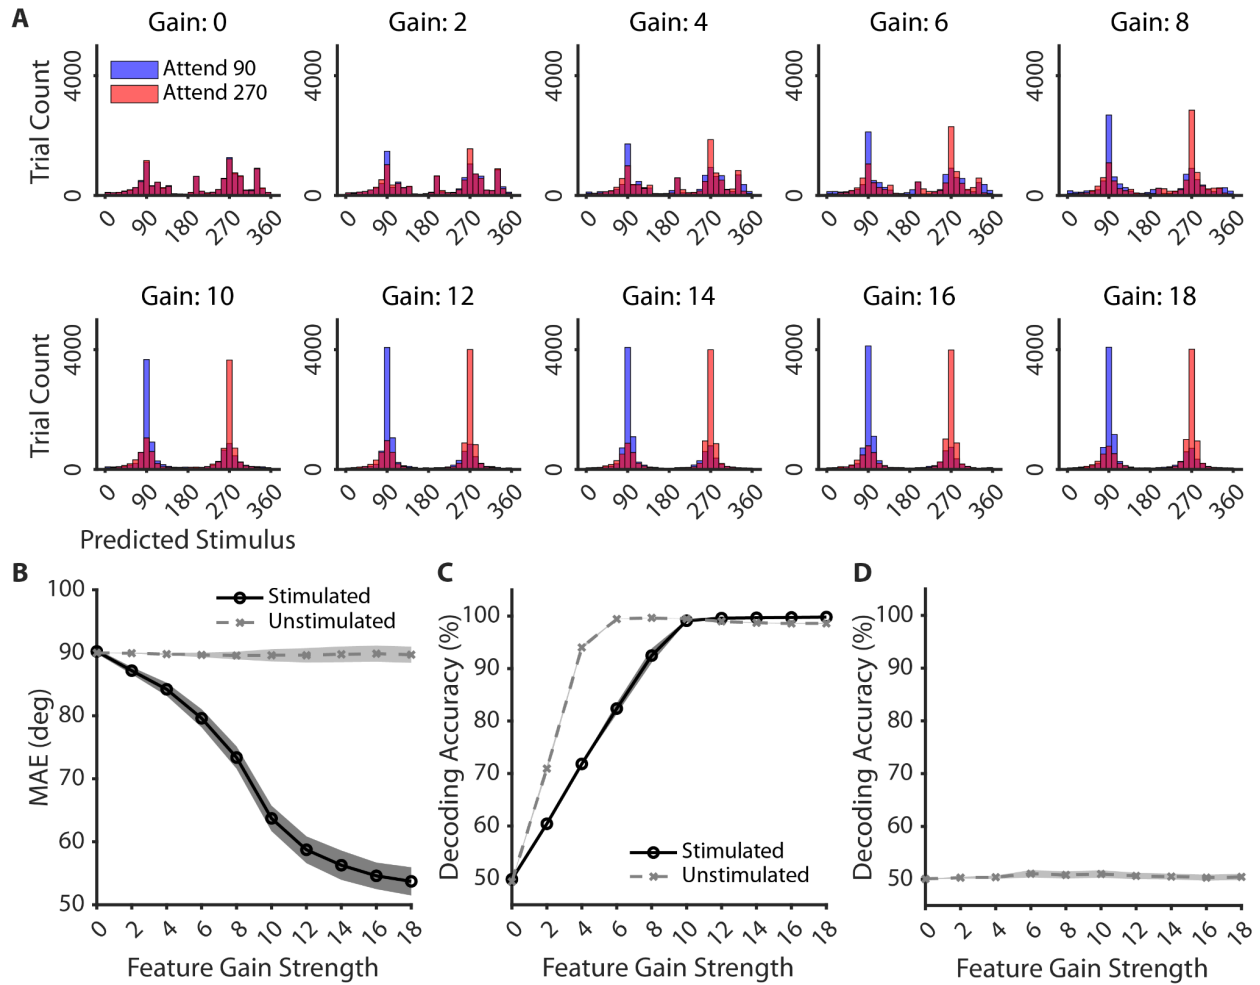 A
Gain: 0
Gain: 2
Gain: 4
Gain: 6
Gain: 8
Attend 90
Attend 270
Trial Count
4000
0
4000
0
4000
0
4000
0
4000
0
0 90 180 270 360
0 90 180 270 360
0 90 180 270 360
0 90 180 270 360
0 90 180 270 360
Gain: 10
Gain: 12
Gain: 14
Gain: 16
Gain: 18
Trial Count
4000
0
4000
0
4000
0
4000
0
4000
0
0 90 180 270 360
0 90 180 270 360
0 90 180 270 360
0 90 180 270 360
0 90 180 270 360
Predicted Stimulus
B
Stimulated
Unstimulated
MAE (deg)
100
90
80
70
60
50
0 2 4 6 8 10 12 14 16 18
Feature Gain Strength
C
Decoding Accuracy (%)
100
90
80
70
60
50
Stimulated
Unstimulated
0 2 4 6 8 10 12 14 16 18
Feature Gain Strength
D
Decoding Accuracy (%)
100
90
80
70
60
50
0 2 4 6 8 10 12 14 16 18
Feature Gain Strength